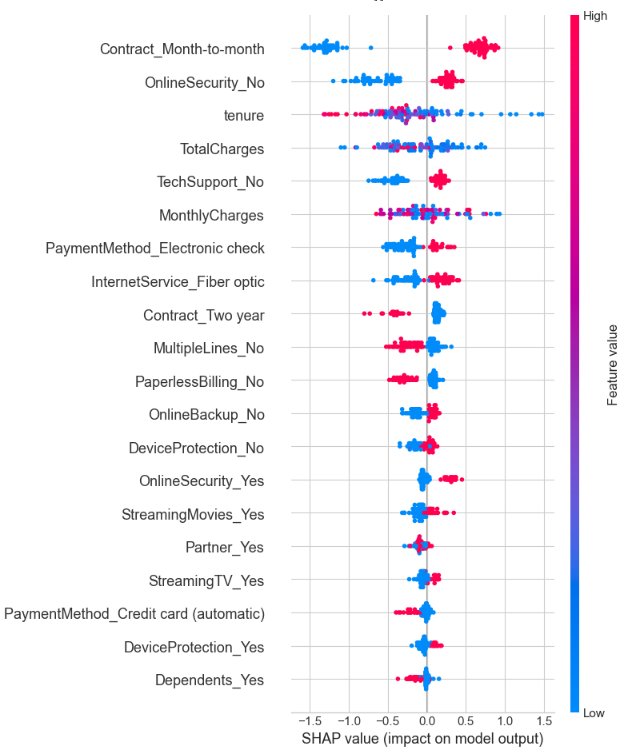 High
Contract_Month-to-month
OnlineSecurity_No
tenure
TotalCharges
TechSupport_No
MonthlyCharges
PaymentMethod_Electronic check
InternetService_Fiber optic
Contract_Two year
MultipleLines_No
PaperlessBilling_No
OnlineBackup_No
DeviceProtection_No
OnlineSecurity_Yes
StreamingMovies_Yes
Partner_Yes
StreamingTV_Yes
PaymentMethod_Credit card (automatic)
DeviceProtection_Yes
Dependents_Yes
Feature value
Low
−1.5 −1.0 −0.5 0.0 0.5 1.0 1.5
SHAP value (impact on model output)